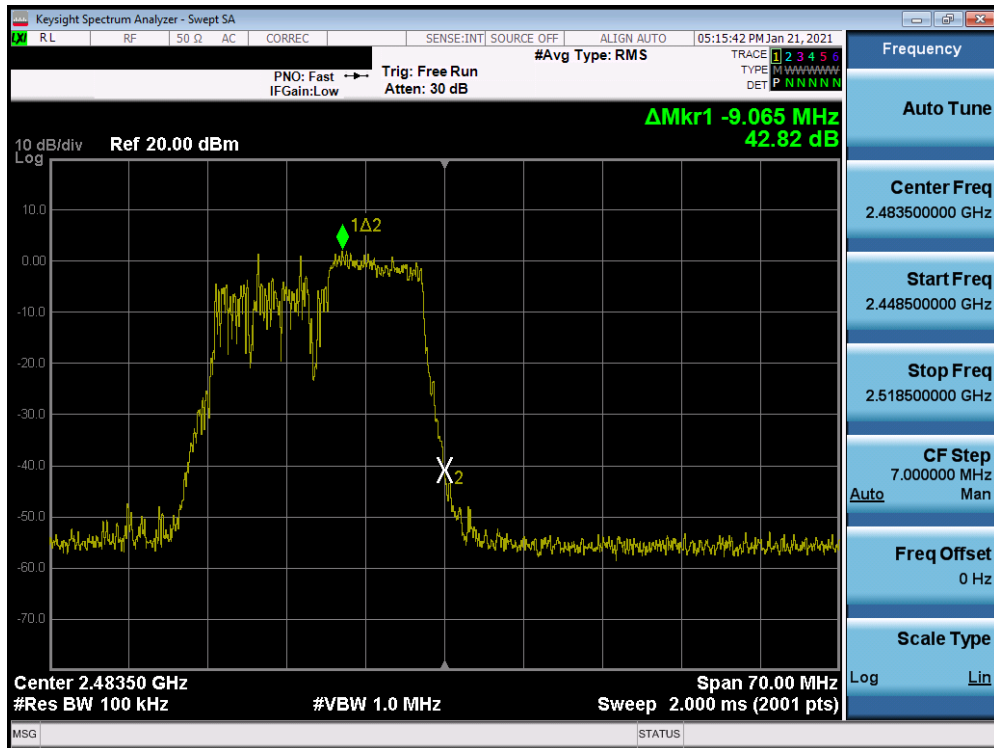 Keysight Spectrum Analyzer - Swept SA
LXI RL RF 50 Ω AC CORREC SENSE:INT SOURCE OFF ALIGN AUTO 05:15:42 PM Jan 21, 2021
#Avg Type: RMS
TRACE 1 2 3 4 5 6
PNO: Fast Trig: Free Run
TYPE M W W W W W
IFGain:Low Atten: 30 dB
DET P N N N N N
ΔMkr1 -9.065 MHz
42.82 dB
10 dB/div Ref 20.00 dBm
Log
10.0
1Δ2
0.00
-10.0
-20.0
-30.0
-40.0
X2
-50.0
-60.0
-70.0
Center 2.48350 GHz Span 70.00 MHz
#Res BW 100 kHz #VBW 1.0 MHz Sweep 2.000 ms (2001 pts)
MSG STATUS
Frequency
Auto Tune
Center Freq
2.483500000 GHz
Start Freq
2.448500000 GHz
Stop Freq
2.518500000 GHz
CF Step
7.000000 MHz
Auto Man
Freq Offset
0 Hz
Scale Type
Log Lin